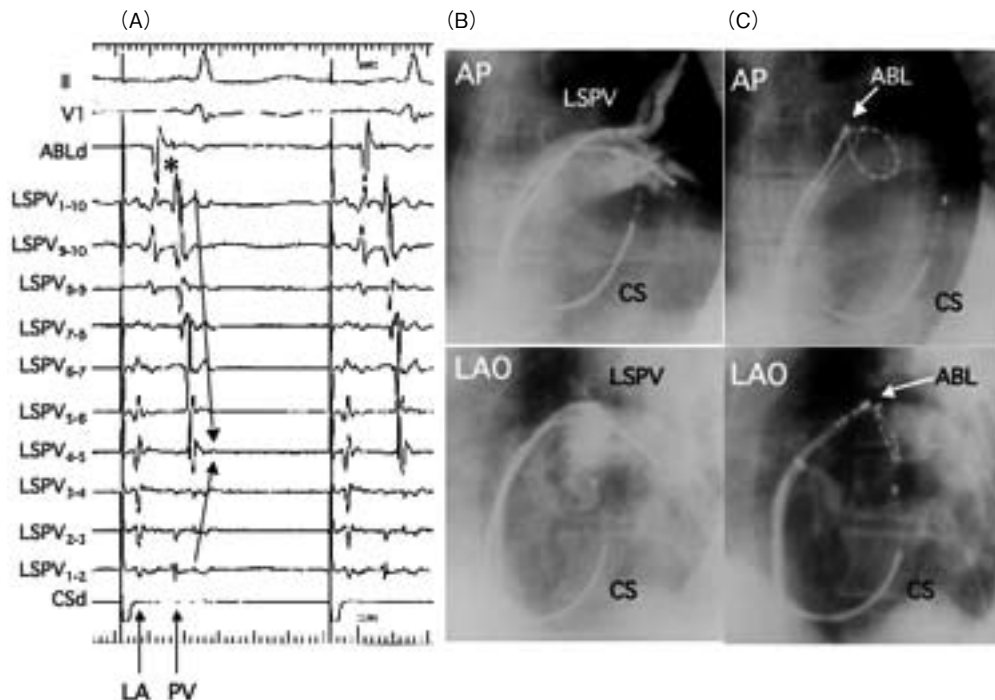 (A)
II
V1
ABLd
*
LSPV1-10
LSPV9-10
LSPV8-9
LSPV7-8
LSPV6-7
LSPV5-6
LSPV4-5
LSPV3-4
LSPV2-3
LSPV1-2
CSd
LA PV
(B)
AP
LSPV
CS
LAO
LSPV
CS
(C)
AP
ABL
CS
LAO
ABL
CS